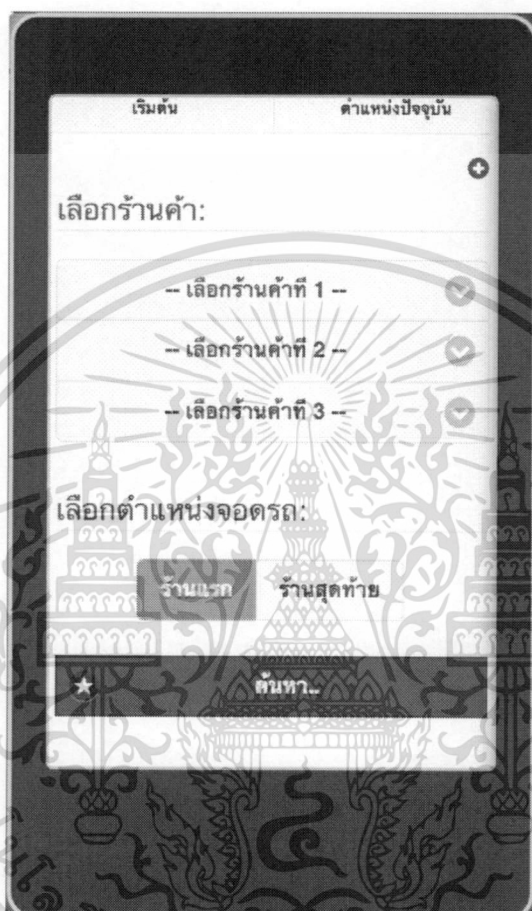 เริ่มต้น ตำแหน่งปัจจุบัน
เลือกร้านค้า:
-- เลือกร้านค้าที่ 1 --
-- เลือกร้านค้าที่ 2 --
-- เลือกร้านค้าที่ 3 --
เลือกตำแหน่งจอดรถ:
ร้านแรก ร้านสุดท้าย
ค้นหา...